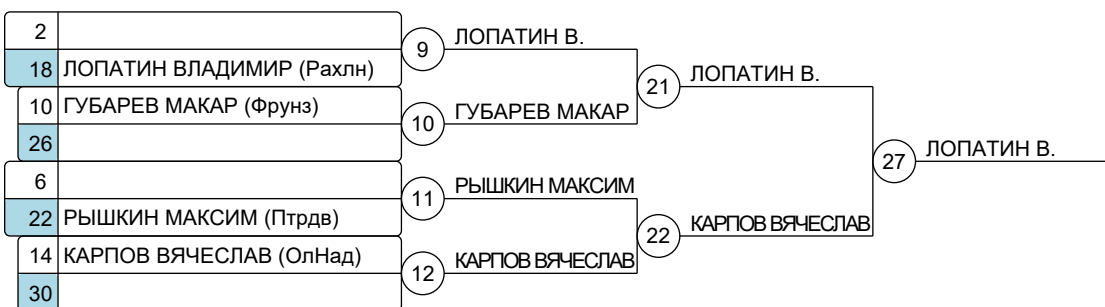 2
18 ЛОПАТИН ВЛАДИМИР (Рахлн)
10 ГУБАРЕВ МАКАР (Фрунз)
26
6
22 РЫШКИН МАКСИМ (Птрдв)
14 КАРПОВ ВЯЧЕСЛАВ (ОлНад)
30
9 ЛОПАТИН В.
10 ГУБАРЕВ МАКАР
11 РЫШКИН МАКСИМ
12 КАРПОВ ВЯЧЕСЛАВ
21 ЛОПАТИН В.
22 КАРПОВ ВЯЧЕСЛАВ
27 ЛОПАТИН В.